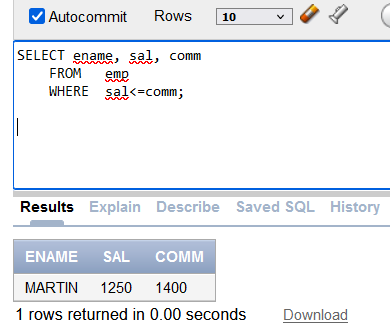 Autocommit Rows 10
SELECT ename, sal, comm
FROM emp
WHERE sal<=comm;
Results Explain Describe Saved SQL History
ENAME SAL COMM
MARTIN 1250 1400
1 rows returned in 0.00 seconds Download